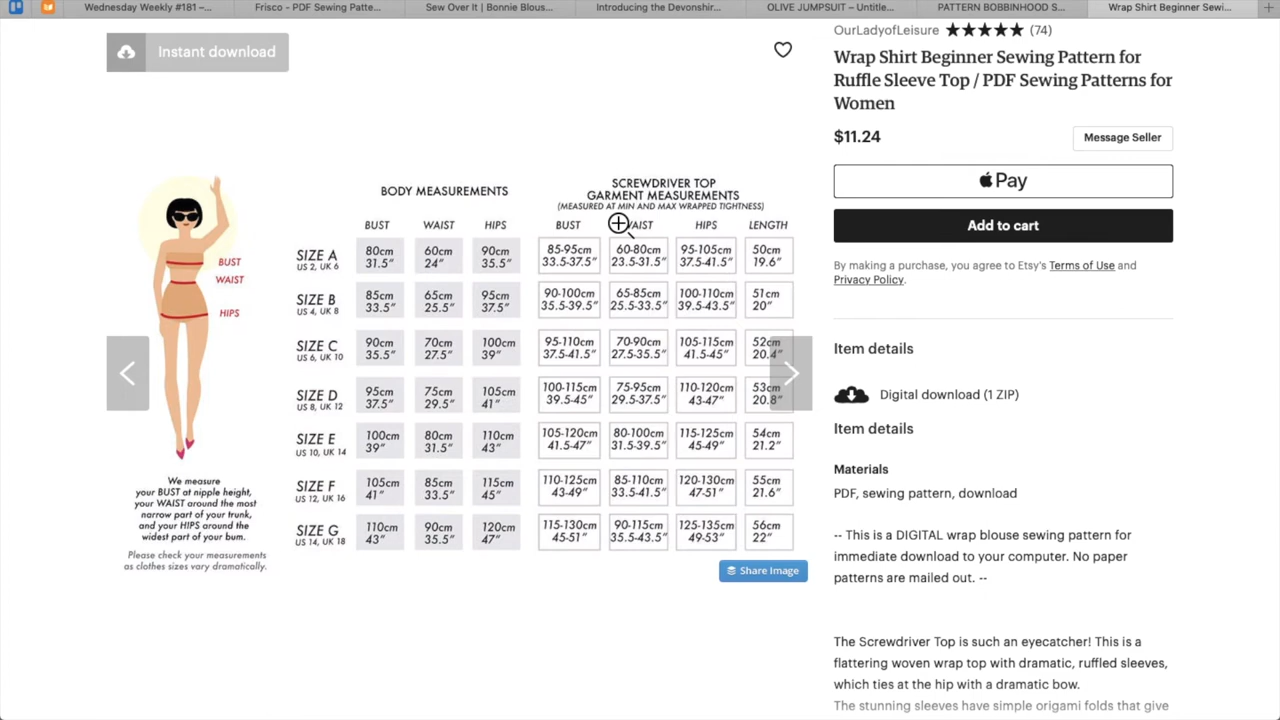 Wednesday Weekly #181 –...
Frisco - PDF Sewing Patte...
Sew Over It | Bonnie Blous...
Introducing the Devonshir...
OLIVE JUMPSUIT – Untitle...
PATTERN BOBBINHOOD S...
Wrap Shirt Beginner Sewi...
Instant download
OurLadyofLeisure ★★★★★ (74)
Wrap Shirt Beginner Sewing Pattern for
Ruffle Sleeve Top / PDF Sewing Patterns for
Women
$11.24
Message Seller
Pay
Add to cart
By making a purchase, you agree to Etsy's Terms of Use and
Privacy Policy.
Item details
Digital download (1 ZIP)
Item details
Materials
PDF, sewing pattern, download
-- This is a DIGITAL wrap blouse sewing pattern for
immediate download to your computer. No paper
patterns are mailed out. --
The Screwdriver Top is such an eyecatcher! This is a
flattering woven wrap top with dramatic, ruffled sleeves,
which ties at the hip with a dramatic bow.
The stunning sleeves have simple origami folds that give
BODY MEASUREMENTS
SCREWDRIVER TOP
GARMENT MEASUREMENTS
(MEASURED AT MIN AND MAX WRAPPED TIGHTNESS)
BUST WAIST HIPS BUST WAIST HIPS LENGTH
SIZE A 80cm 60cm 90cm 85-95cm 60-80cm 95-105cm 50cm
US 2, UK 6 31.5" 24" 35.5" 33.5-37.5" 23.5-31.5" 37.5-41.5" 19.6"
SIZE B 85cm 65cm 95cm 90-100cm 65-85cm 100-110cm 51cm
US 4, UK 8 33.5" 25.5" 37.5" 35.5-39.5" 25.5-33.5" 39.5-43.5" 20"
SIZE C 90cm 70cm 100cm 95-110cm 70-90cm 105-115cm 52cm
US 6, UK 10 35.5" 27.5" 39" 37.5-41.5" 27.5-35.5" 41.5-45" 20.4"
SIZE D 95cm 75cm 105cm 100-115cm 75-95cm 110-120cm 53cm
US 8, UK 12 37.5" 29.5" 41" 39.5-45" 29.5-37.5" 43-47" 20.8"
SIZE E 100cm 80cm 110cm 105-120cm 80-100cm 115-125cm 54cm
US 10, UK 14 39" 31.5" 43" 41.5-47" 31.5-39.5" 45-49" 21.2"
SIZE F 105cm 85cm 115cm 110-125cm 85-110cm 120-130cm 55cm
US 12, UK 16 41" 33.5" 45" 43-49" 33.5-41.5" 47-51" 21.6"
SIZE G 110cm 90cm 120cm 115-130cm 90-115cm 125-135cm 56cm
US 14, UK 18 43" 35.5" 47" 45-51" 35.5-43.5" 49-53" 22"
BUST
WAIST
HIPS
We measure
your BUST at nipple height,
your WAIST around the most
narrow part of your trunk,
and your HIPS around the
widest part of your bum.
Please check your measurements
as clothes sizes vary dramatically.
Share Image